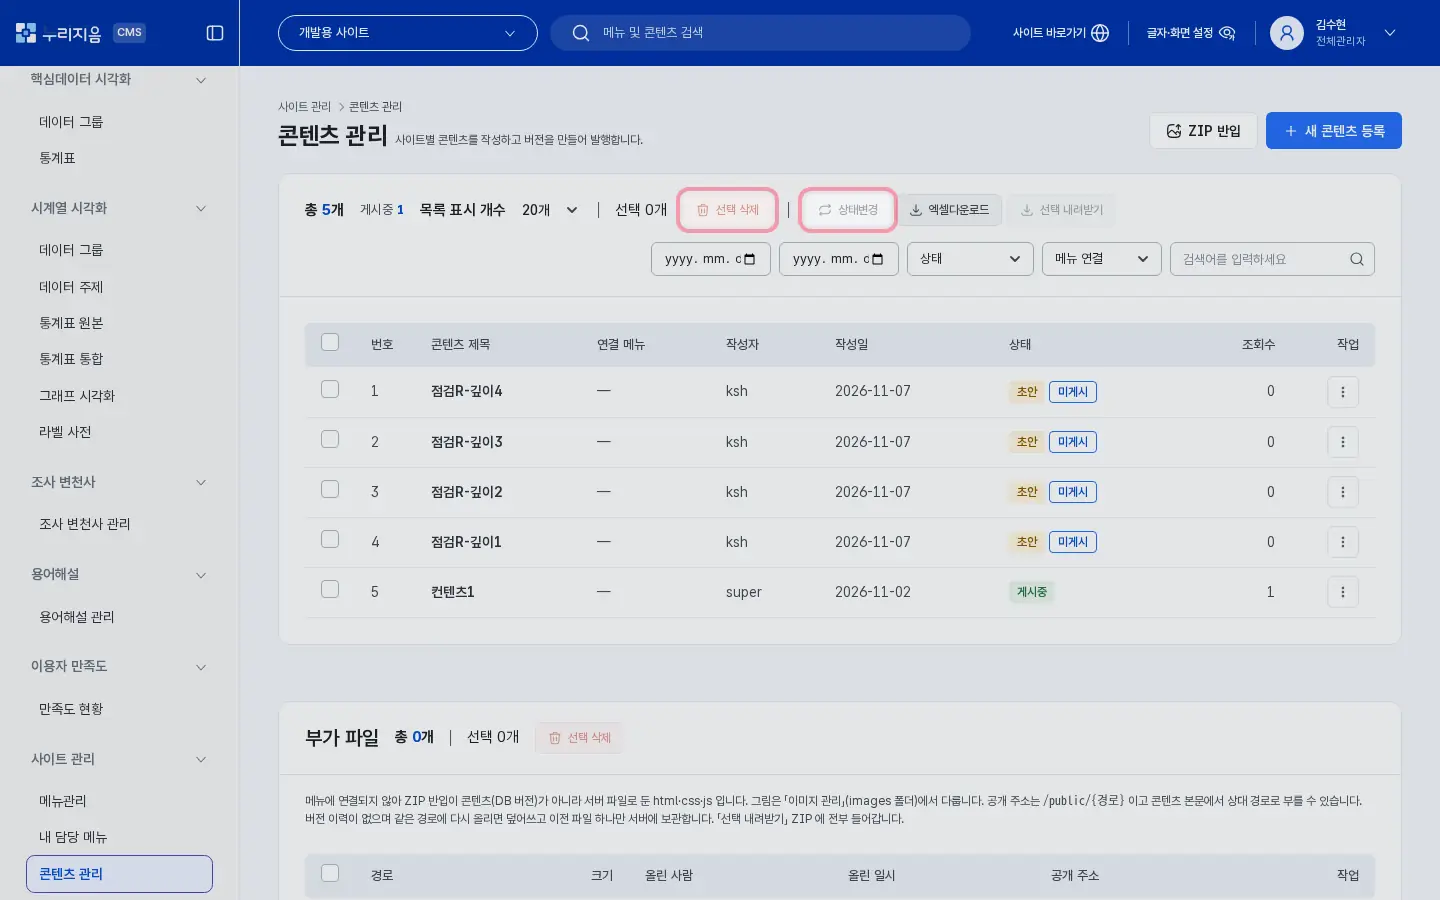 누리지음 CMS
개발용 사이트
메뉴 및 콘텐츠 검색
사이트 바로가기
글자·화면 설정
김수현
전체관리자
핵심데이터 시각화
데이터 그룹
통계표
시계열 시각화
데이터 그룹
데이터 주제
통계표 원본
통계표 통합
그래프 시각화
라벨 사전
조사 변천사
조사 변천사 관리
용어해설
용어해설 관리
이용자 만족도
만족도 현황
사이트 관리
메뉴관리
내 담당 메뉴
콘텐츠 관리
사이트 관리 > 콘텐츠 관리
콘텐츠 관리 사이트별 콘텐츠를 작성하고 버전을 만들어 발행합니다.
ZIP 반입
+ 새 콘텐츠 등록
총 5개 게시중 1 목록 표시 개수 20개 | 선택 0개 선택 삭제 | 상태변경 엑셀다운로드 선택 내려받기
yyyy. mm. d yyyy. mm. d 상태 메뉴 연결 검색어를 입력하세요
번호 콘텐츠 제목 연결 메뉴 작성자 작성일 상태 조회수 작업
1 점검R-깊이4 — ksh 2026-11-07 초안 미게시 0
2 점검R-깊이3 — ksh 2026-11-07 초안 미게시 0
3 점검R-깊이2 — ksh 2026-11-07 초안 미게시 0
4 점검R-깊이1 — ksh 2026-11-07 초안 미게시 0
5 컨텐츠1 — super 2026-11-02 게시중 1
부가 파일 총 0개 | 선택 0개 선택 삭제
메뉴에 연결되지 않아 ZIP 반입이 콘텐츠(DB 버전)가 아니라 서버 파일로 둔 html·css·js 입니다. 그림은 「이미지 관리」(images 폴더)에서 다룹니다. 공개 주소는 /public/{경로} 이고 콘텐츠 본문에서 상대 경로로 부를 수 있습니다.
버전 이력이 없으며 같은 경로에 다시 올리면 덮어쓰고 이전 파일 하나만 서버에 보관합니다. 「선택 내려받기」 ZIP 에 전부 들어갑니다.
경로 크기 올린 사람 올린 일시 공개 주소 작업